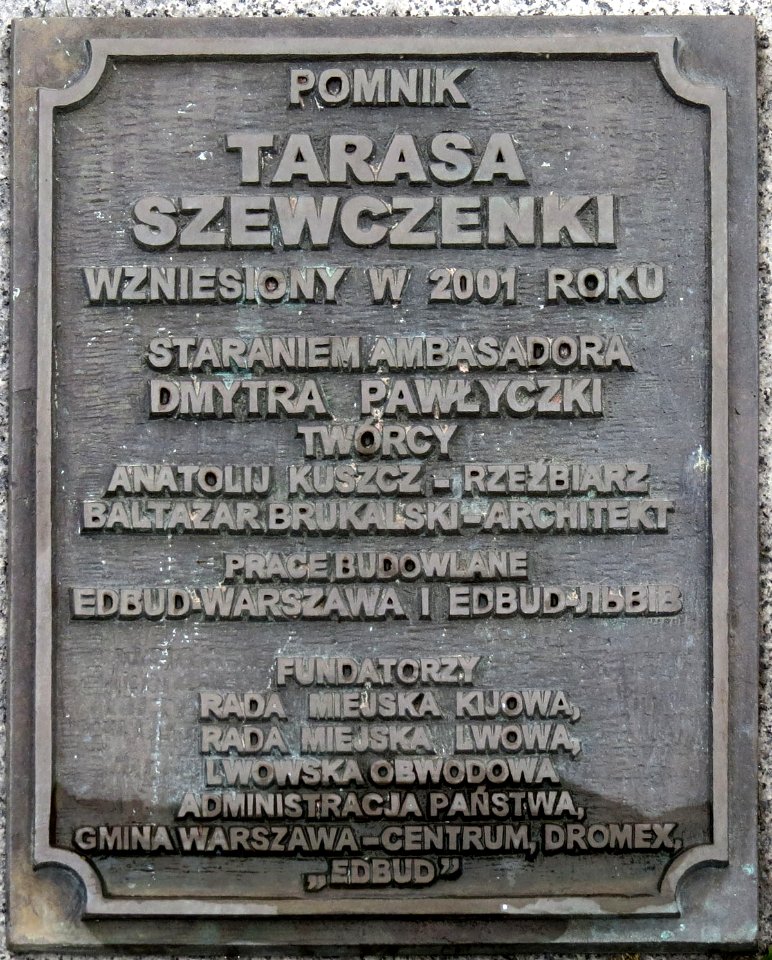 POMNIK
TARASA
SZEWCZENKI
WZNIESIONY W 2001 ROKU
STARANIEM AMBASADORA
DMYTRA PAWŁYCZKI
TWÓRCY
ANATOLIJ KUSZCZ - RZEŹBIARZ
BALTAZAR BRUKALSKI - ARCHITEKT
PRACE BUDOWLANE
EDBUD-WARSZAWA I EDBUD-ЛЬВІВ
FUNDATORZY
RADA MIEJSKA KIJOWA,
RADA MIEJSKA LWOWA,
LWOWSKA OBWODOWA
ADMINISTRACJA PAŃSTWA,
GMINA WARSZAWA - CENTRUM, DROMEX,
„EDBUD”